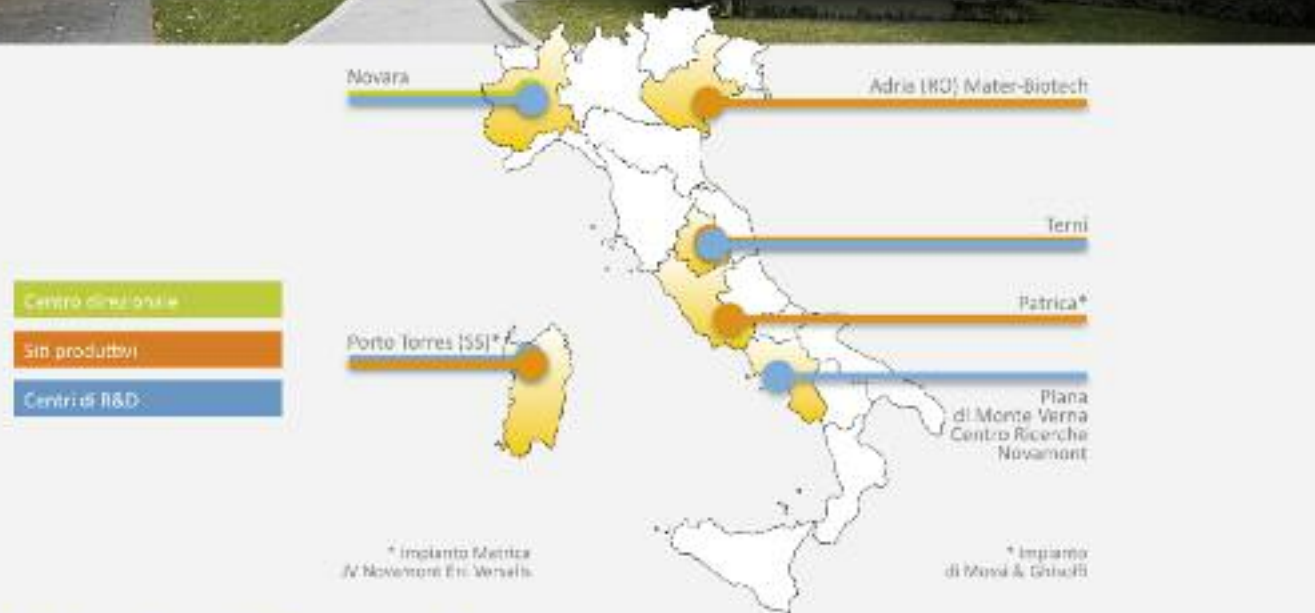 Novara
Adria (RO) Mater-Biotech
Terni
Centro direzionale
Siti produttivi
Centri di R&D
Patrica*
Porto Torres (SS)*
Piana
di Monte Verna
Centro Ricerche
Novamont
* Impianto Matrica
JV Novamont Eni Versalis
* Impianto
di Mossi & Ghisolfi